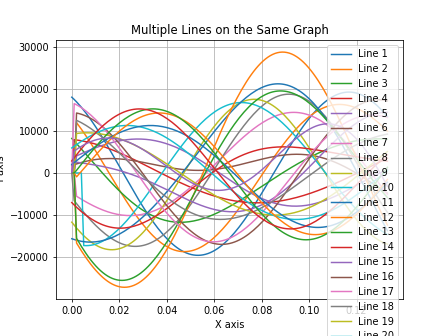 Multiple Lines on the Same Graph
30000
20000
10000
0
−10000
−20000
0.00 0.02 0.04 0.06 0.08 0.10
X axis
Line 1
Line 2
Line 3
Line 4
Line 5
Line 6
Line 7
Line 8
Line 9
Line 10
Line 11
Line 12
Line 13
Line 14
Line 15
Line 16
Line 17
Line 18
Line 19
Line 20